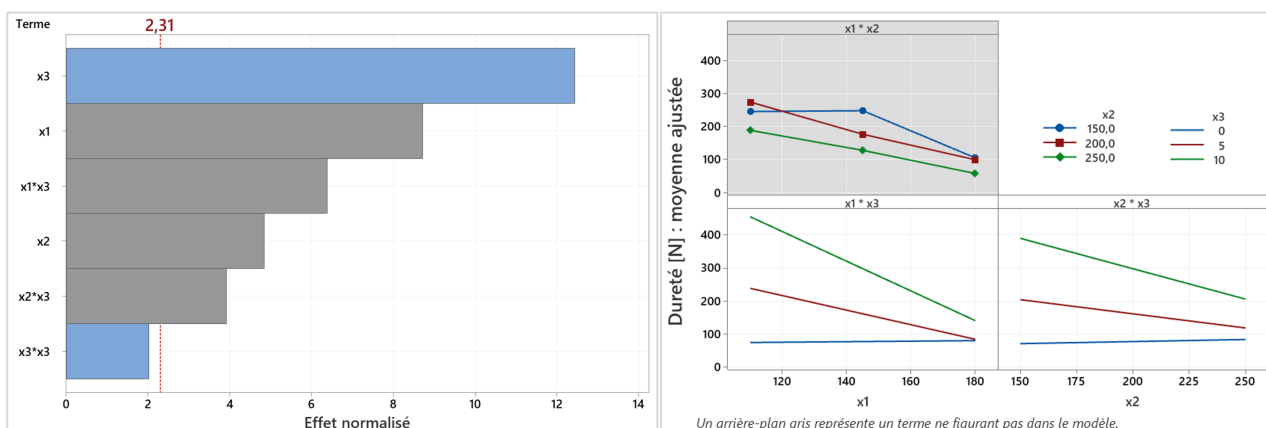 Terme
2,31
x3
x1
x1*x3
x2
x2*x3
x3*x3
0 2 4 6 8 10 12 14
Effet normalisé
x1 * x2
400
300
200
100
0
x2
150,0
200,0
250,0
x3
0
5
10
Dureté [N] : moyenne ajustée
x1 * x3
x2 * x3
400
300
200
100
0
120 140 160 180
150 175 200 225 250
x1
x2
Un arrière-plan gris représente un terme ne figurant pas dans le modèle.